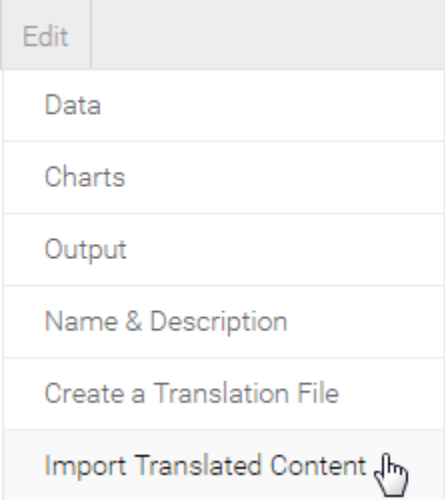 Edit
Data
Charts
Output
Name & Description
Create a Translation File
Import Translated Content